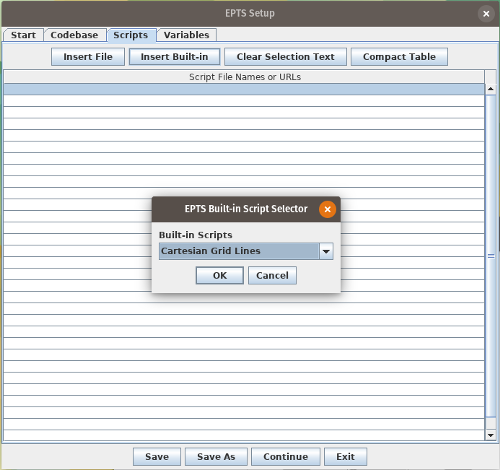 EPTS Setup
Start Codebase Scripts Variables
Insert File Insert Built-in Clear Selection Text Compact Table
Script File Names or URLs
EPTS Built-in Script Selector
Built-in Scripts
Cartesian Grid Lines
OK Cancel
Save Save As Continue Exit